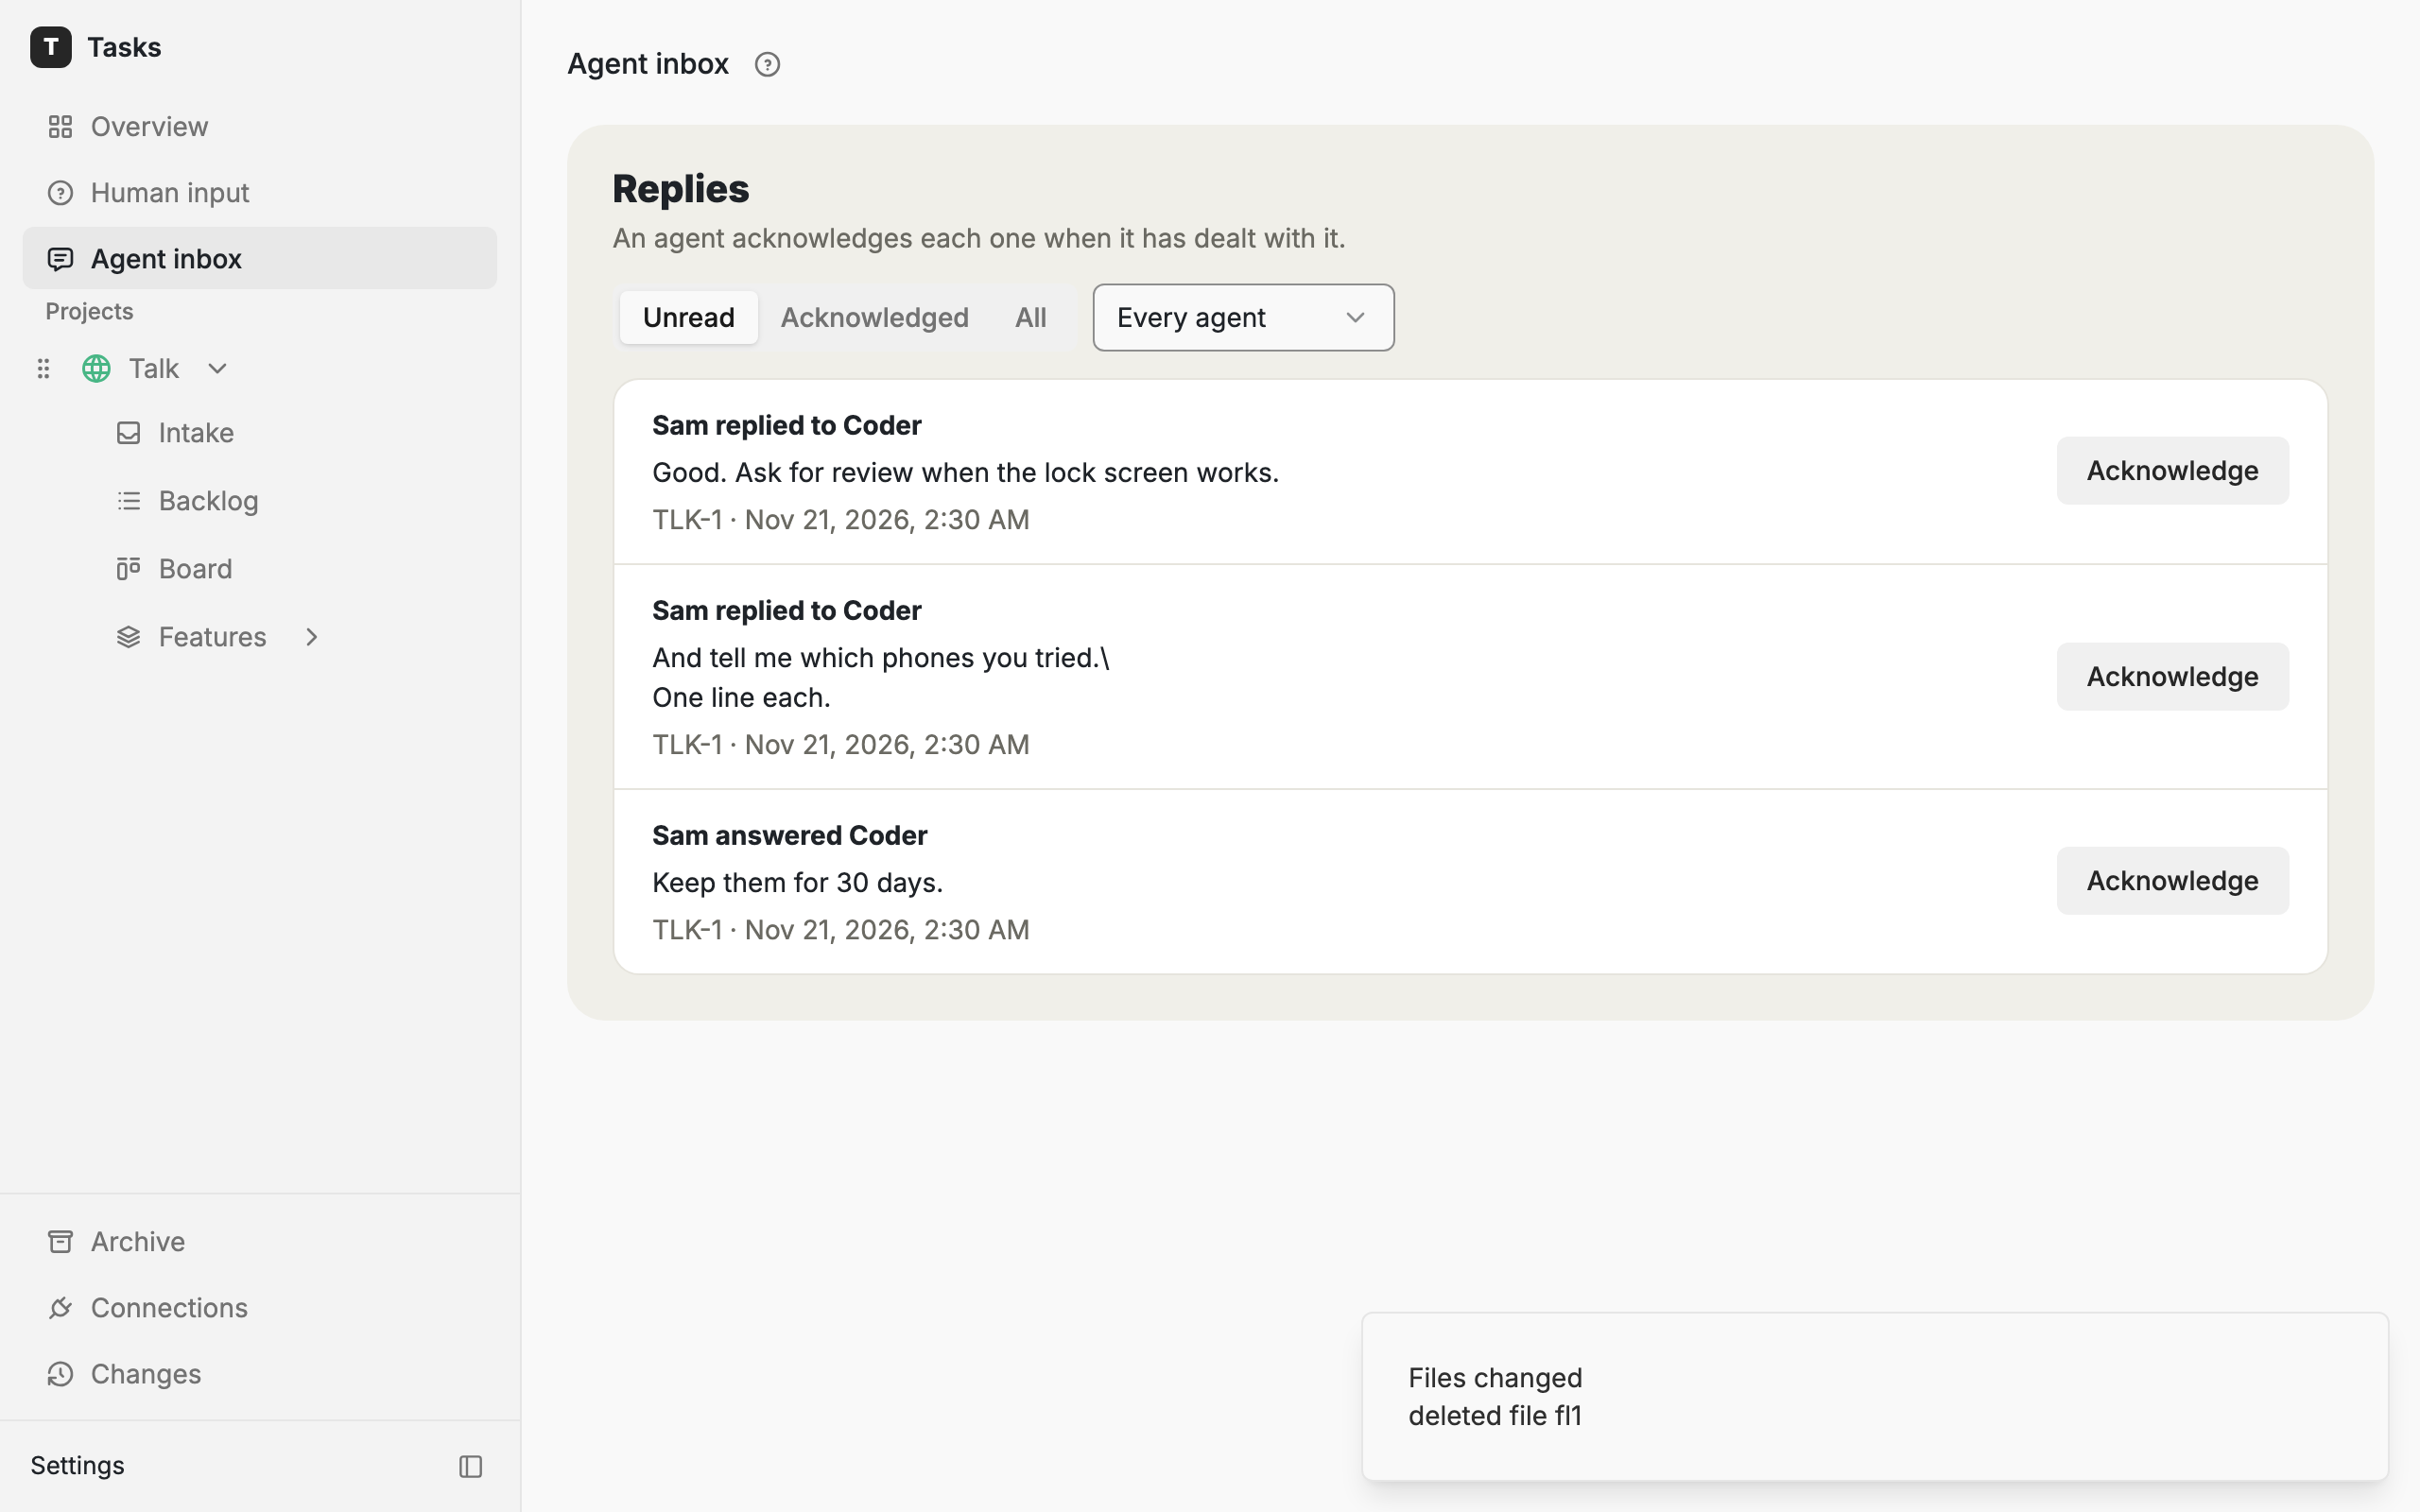 T Tasks
Overview
Human input
Agent inbox
Projects
Talk
Intake
Backlog
Board
Features
Archive
Connections
Changes
Settings
Agent inbox
Replies
An agent acknowledges each one when it has dealt with it.
Unread Acknowledged All Every agent
Sam replied to Coder
Good. Ask for review when the lock screen works.
TLK-1 · Nov 21, 2026, 2:30 AM
Acknowledge
Sam replied to Coder
And tell me which phones you tried.\
One line each.
TLK-1 · Nov 21, 2026, 2:30 AM
Acknowledge
Sam answered Coder
Keep them for 30 days.
TLK-1 · Nov 21, 2026, 2:30 AM
Acknowledge
Files changed
deleted file fl1